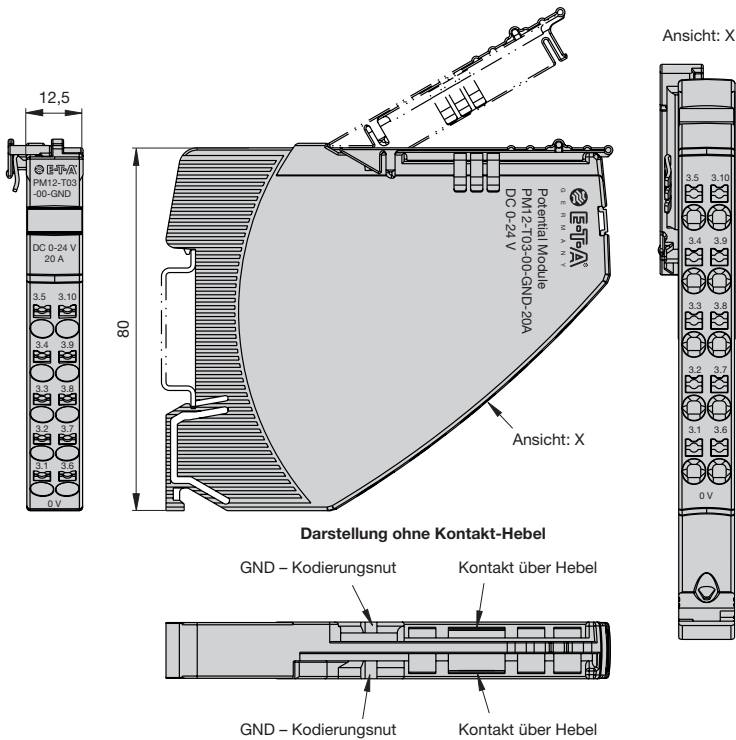 Ansicht: X
12,5
E-T-A
PM12-T03
-00-GND
DC 0-24 V
20 A
3.5 3.10
3.4 3.9
3.3 3.8
3.2 3.7
3.1 3.6
0 V
80
E-T-A®
GERMANY
Potential Module
PM12-T03-00-GND-20A
DC 0-24 V
Ansicht: X
3.5 3.10
3.4 3.9
3.3 3.8
3.2 3.7
3.1 3.6
0 V
Darstellung ohne Kontakt-Hebel
GND – Kodierungsnut Kontakt über Hebel
GND – Kodierungsnut Kontakt über Hebel